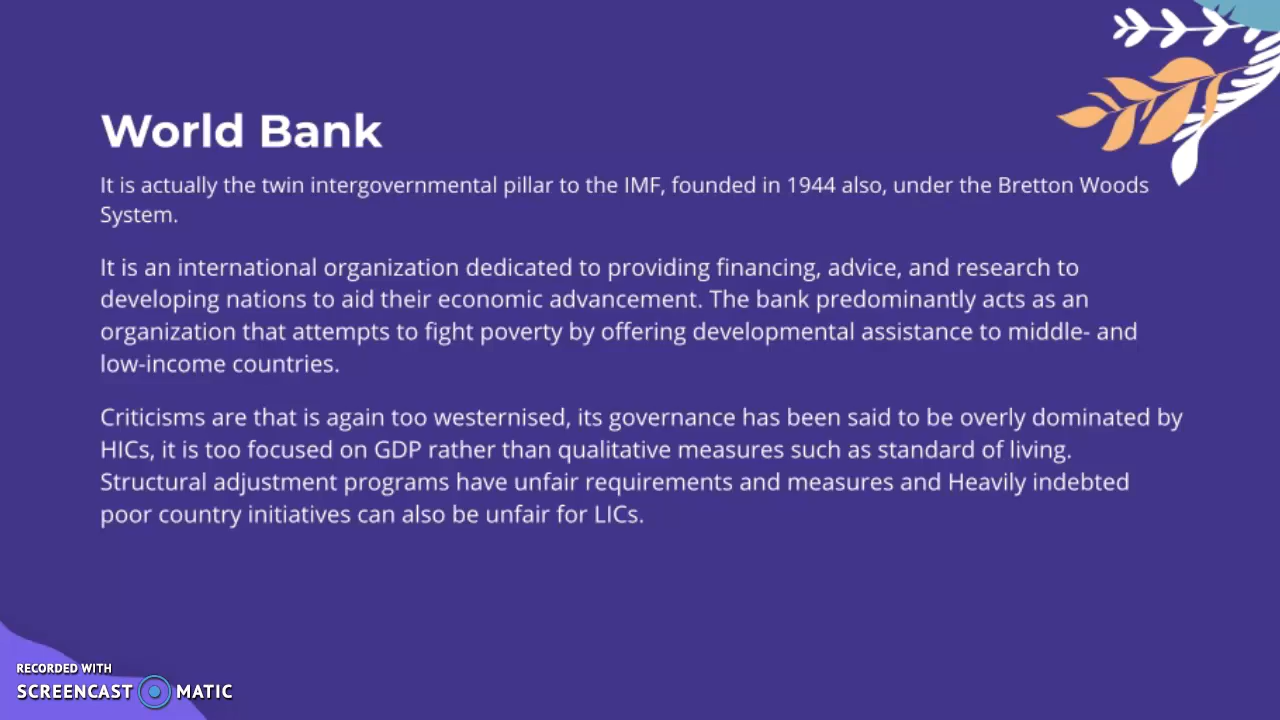 World Bank
It is actually the twin intergovernmental pillar to the IMF, founded in 1944 also, under the Bretton Woods
System.
It is an international organization dedicated to providing financing, advice, and research to
developing nations to aid their economic advancement. The bank predominantly acts as an
organization that attempts to fight poverty by offering developmental assistance to middle- and
low-income countries.
Criticisms are that is again too westernised, its governance has been said to be overly dominated by
HICs, it is too focused on GDP rather than qualitative measures such as standard of living.
Structural adjustment programs have unfair requirements and measures and Heavily indebted
poor country initiatives can also be unfair for LICs.
RECORDED WITH
SCREENCAST MATIC